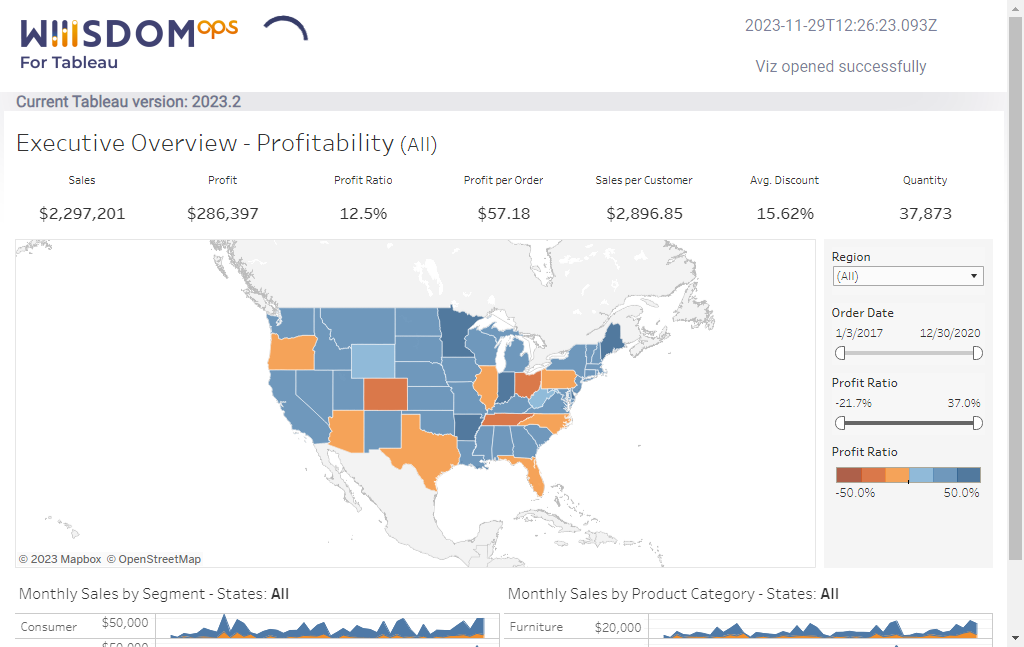 WIIISDOM ops
For Tableau
2023-11-29T12:26:23.093Z
Viz opened successfully
Current Tableau version: 2023.2
Executive Overview - Profitability (All)
Sales Profit Profit Ratio Profit per Order Sales per Customer Avg. Discount Quantity
$2,297,201 $286,397 12.5% $57.18 $2,896.85 15.62% 37,873
Region
(All)
Order Date
1/3/2017 12/30/2020
Profit Ratio
-21.7% 37.0%
Profit Ratio
-50.0% 50.0%
© 2023 Mapbox © OpenStreetMap
Monthly Sales by Segment - States: All
Monthly Sales by Product Category - States: All
Consumer $50,000
Furniture $20,000